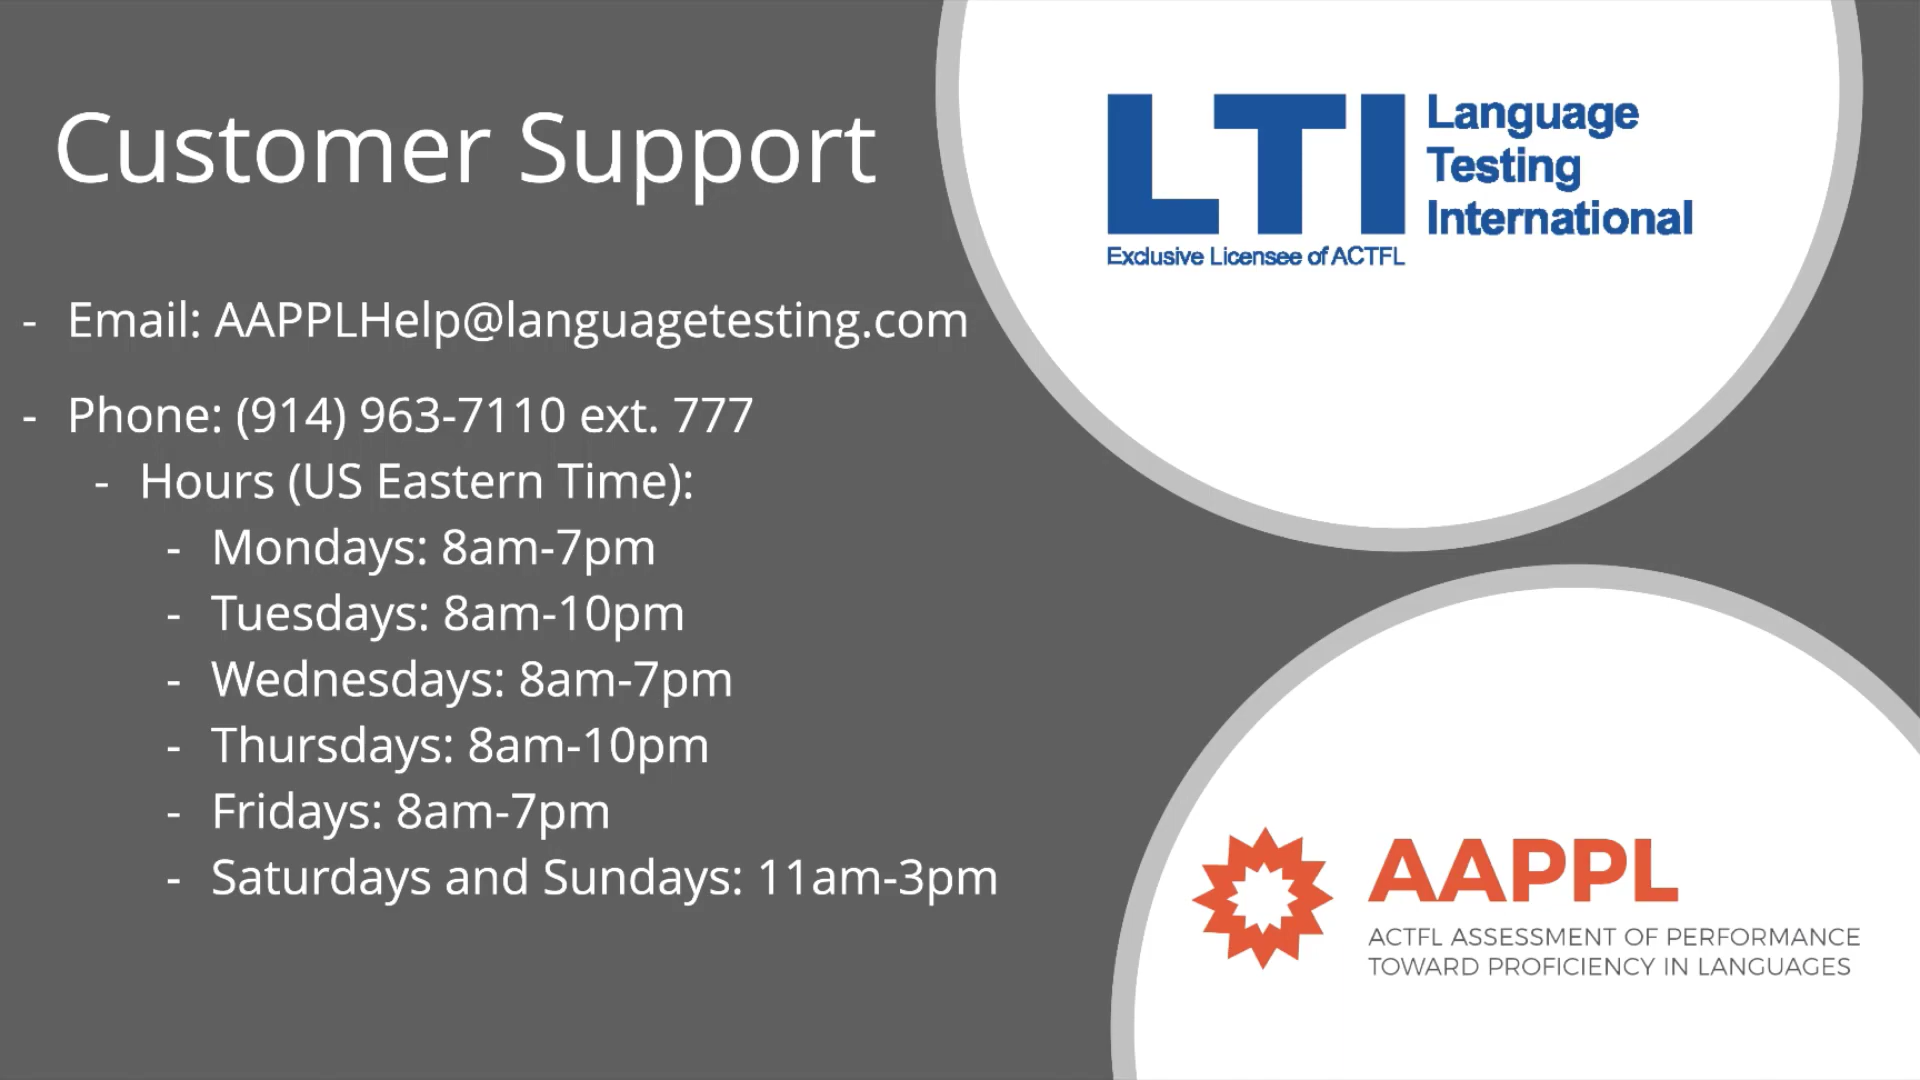 Customer Support
- Email: AAPPLHelp@languagetesting.com
- Phone: (914) 963-7110 ext. 777
- Hours (US Eastern Time):
- Mondays: 8am-7pm
- Tuesdays: 8am-10pm
- Wednesdays: 8am-7pm
- Thursdays: 8am-10pm
- Fridays: 8am-7pm
- Saturdays and Sundays: 11am-3pm
LTI
Language
Testing
International
Exclusive Licensee of ACTFL
AAPPL
ACTFL ASSESSMENT OF PERFORMANCE
TOWARD PROFICIENCY IN LANGUAGES